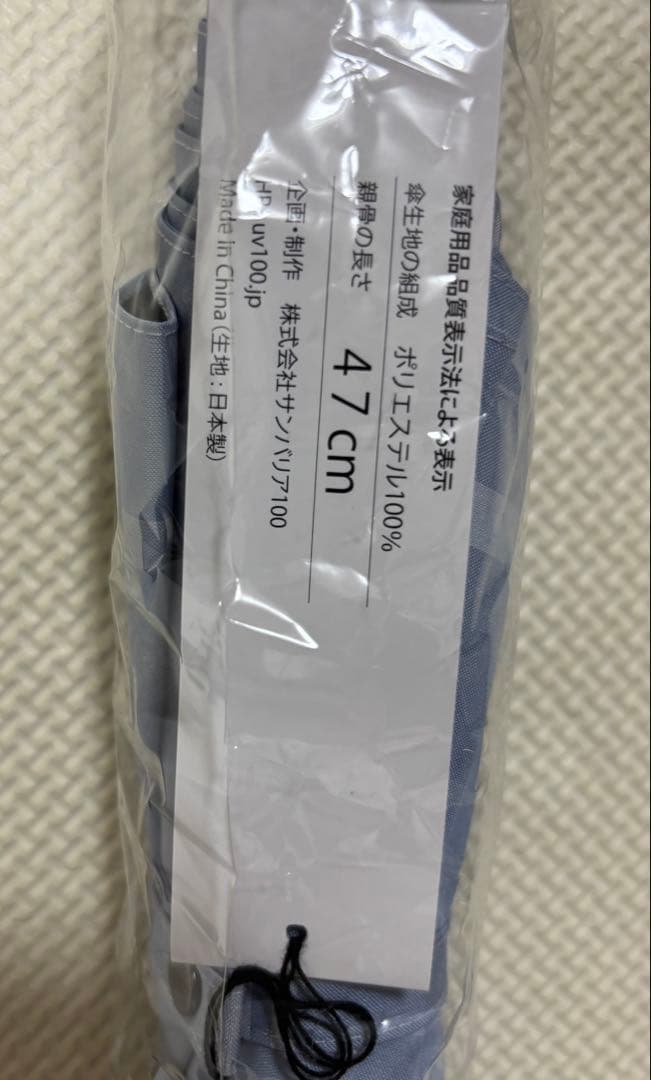 家庭用品品質表示法による表示
傘生地の組成 ポリエステル100%
親骨の長さ 47cm
企画・制作 株式会社サンバリア100
HP: uv100.jp
Made in China(生地:日本製)